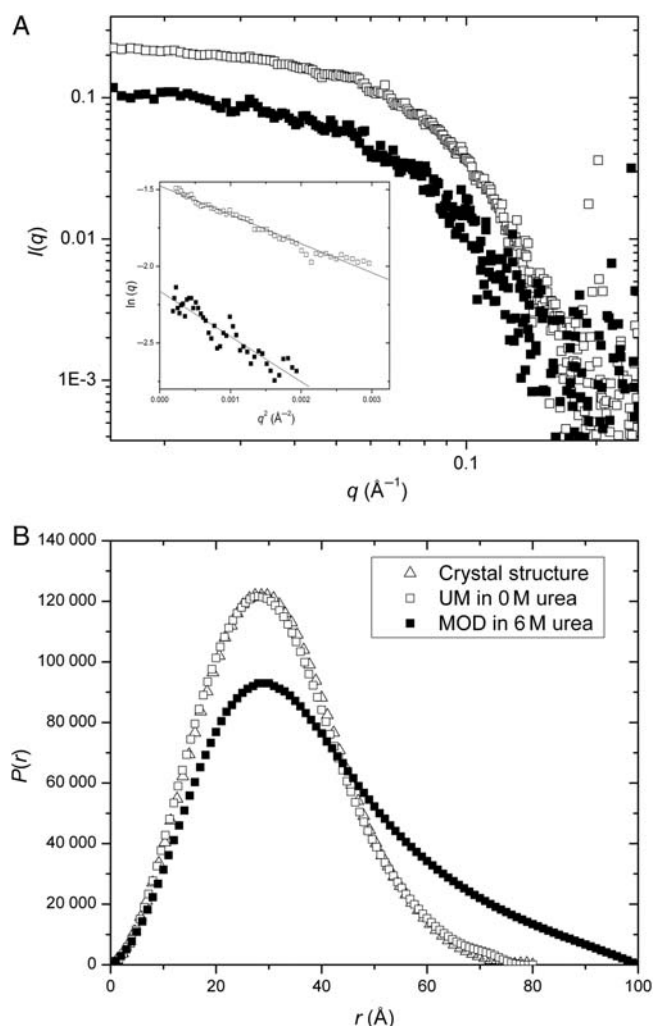 A
0.1
0.01
1E-3
I(q)
−1.5
−2.0
−2.5
ln (q)
0.000
0.001
0.002
0.003
q² (Å⁻²)
0.1
q (Å⁻¹)
B
140 000
120 000
100 000
80 000
60 000
40 000
20 000
0
P(r)
Crystal structure
UM in 0 M urea
MOD in 6 M urea
0
20
40
60
80
100
r (Å)